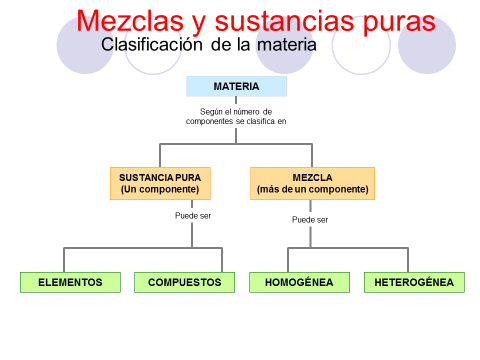 Mezclas y sustancias puras
Clasificación de la materia
MATERIA
Según el número de
componentes se clasifica en
SUSTANCIA PURA
(Un componente)
MEZCLA
(más de un componente)
Puede ser
Puede ser
ELEMENTOS
COMPUESTOS
HOMOGÉNEA
HETEROGÉNEA